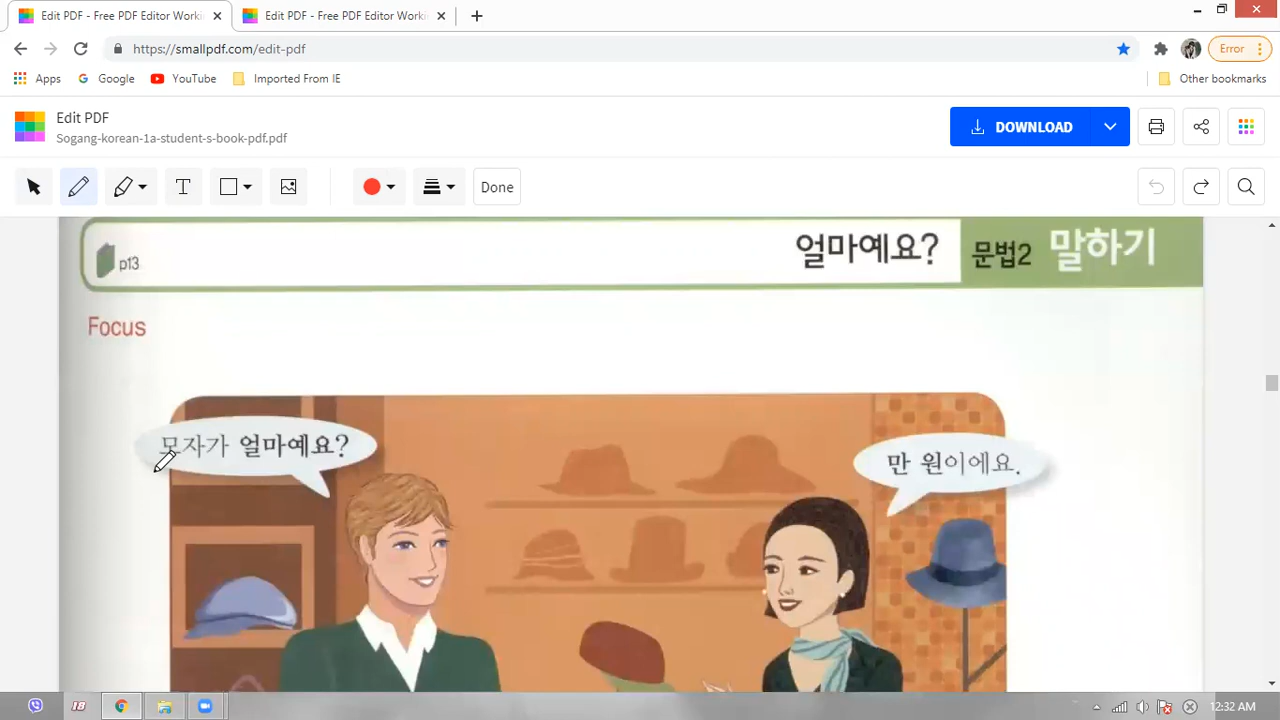 Edit PDF - Free PDF Editor Worki
Edit PDF - Free PDF Editor Worki
https://smallpdf.com/edit-pdf
Error
Apps
Google
YouTube
Imported From IE
Other bookmarks
Edit PDF
Sogang-korean-1a-student-s-book-pdf.pdf
DOWNLOAD
T
Done
p13
얼마예요?
문법2
말하기
Focus
모자가 얼마예요?
만 원이에요.
18
12:32 AM